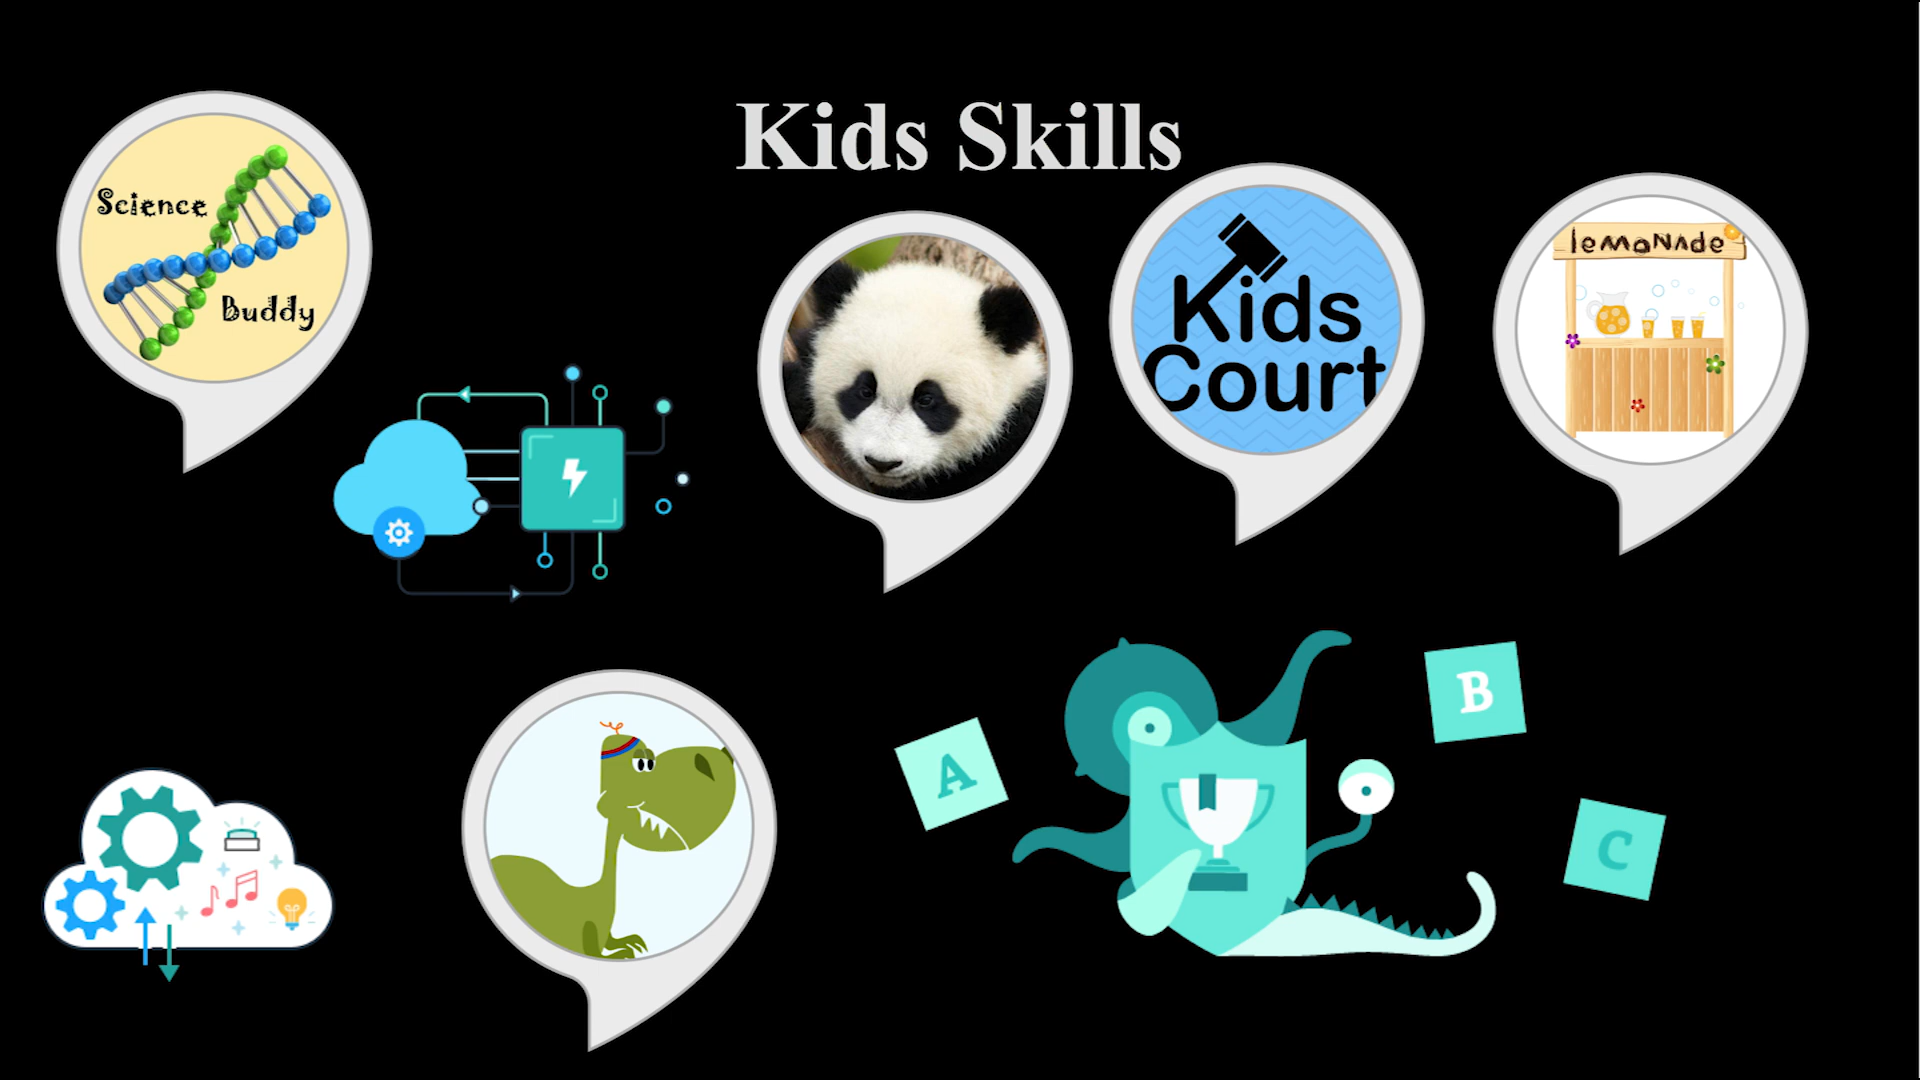 Kids Skills
Science
Buddy
Kids
Court
lemonade
A
B
C